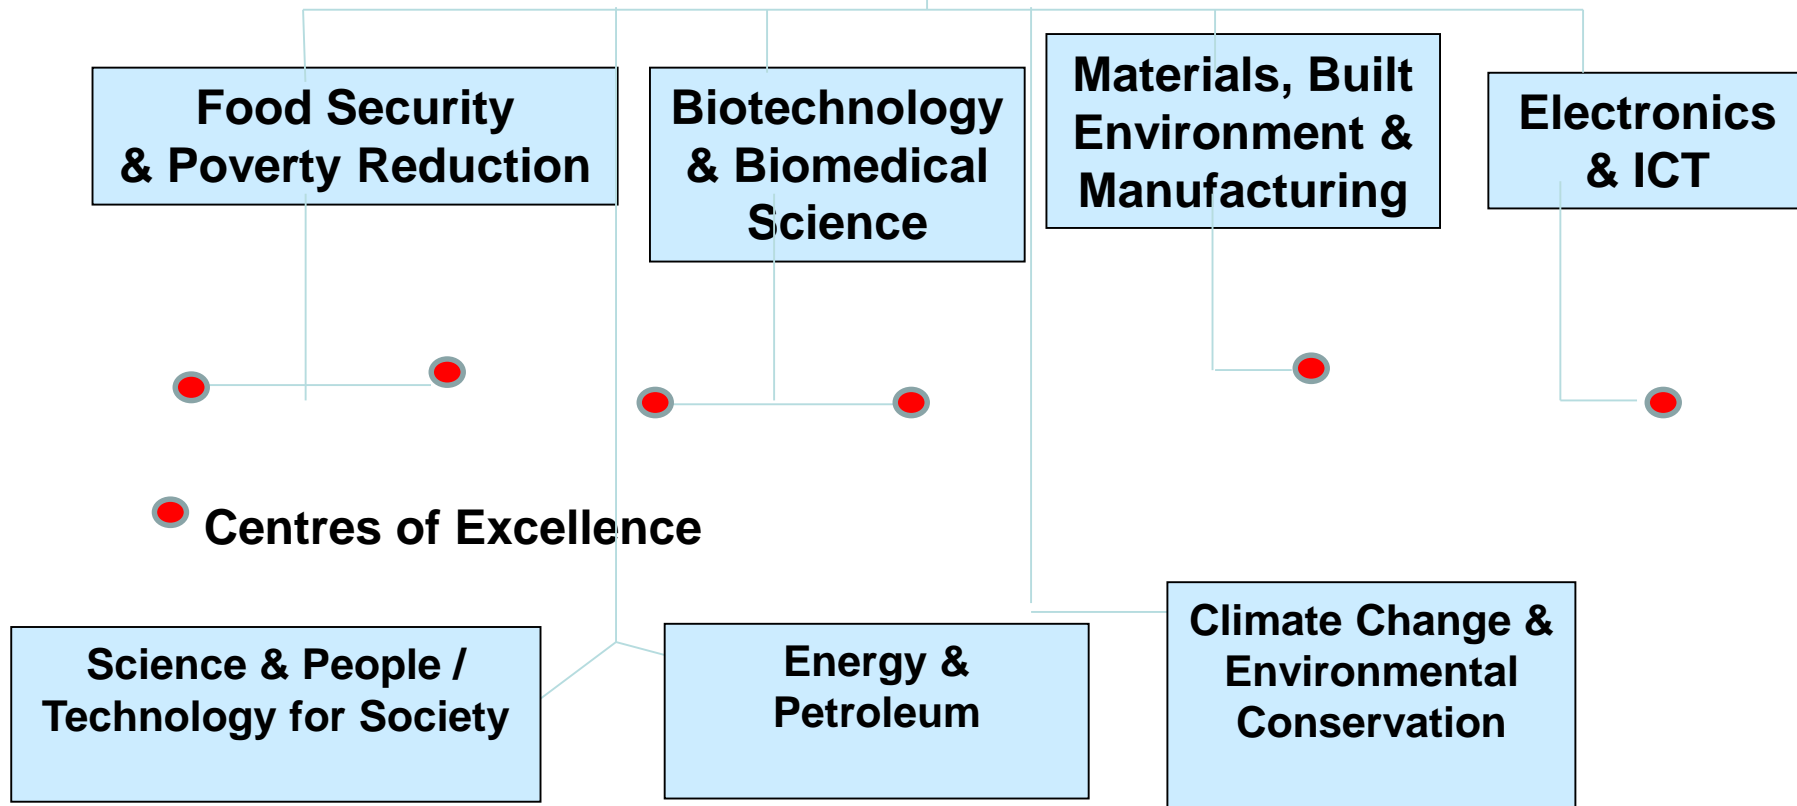 Food Security
& Poverty Reduction
Biotechnology
& Biomedical
Science
Materials, Built
Environment &
Manufacturing
Electronics
& ICT
Centres of Excellence
Science & People /
Technology for Society
Energy &
Petroleum
Climate Change &
Environmental
Conservation